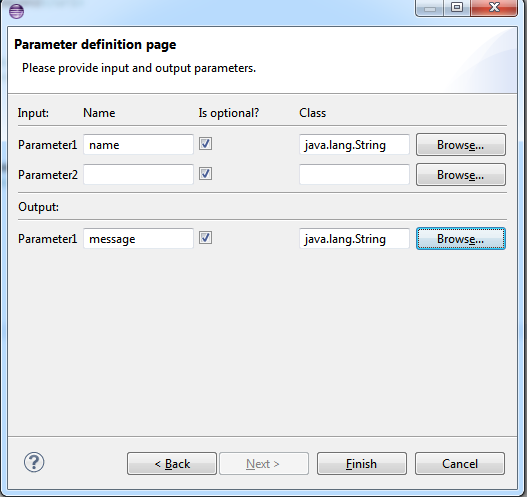 Parameter definition page
Please provide input and output parameters.
Input: Name Is optional? Class
Parameter1 name java.lang.String Browse...
Parameter2 Browse...
Output:
Parameter1 message java.lang.String Browse...
? < Back Next > Finish Cancel